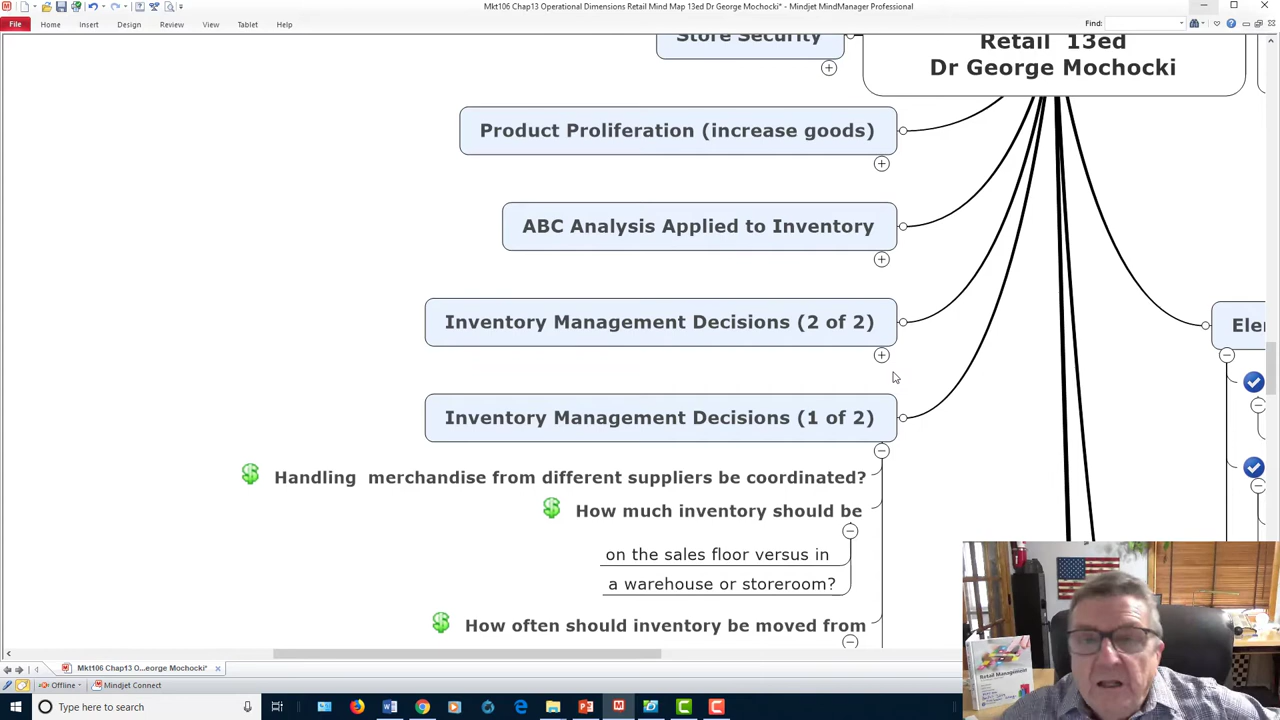 Mkt106 Chap13 Operational Dimensions Retail Mind Map 13ed Dr George Mochocki* - Mindjet MindManager Professional
File Home Insert Design Review View Tablet Help
Find:
Store Security
Retail 13ed
Dr George Mochocki
Product Proliferation (increase goods)
ABC Analysis Applied to Inventory
Inventory Management Decisions (2 of 2)
Ele
Inventory Management Decisions (1 of 2)
Handling merchandise from different suppliers be coordinated?
How much inventory should be
on the sales floor versus in
a warehouse or storeroom?
How often should inventory be moved from
Retail Management
Mkt106 Chap13 O...eorge Mochocki*
Offline
Mindjet Connect
Type here to search